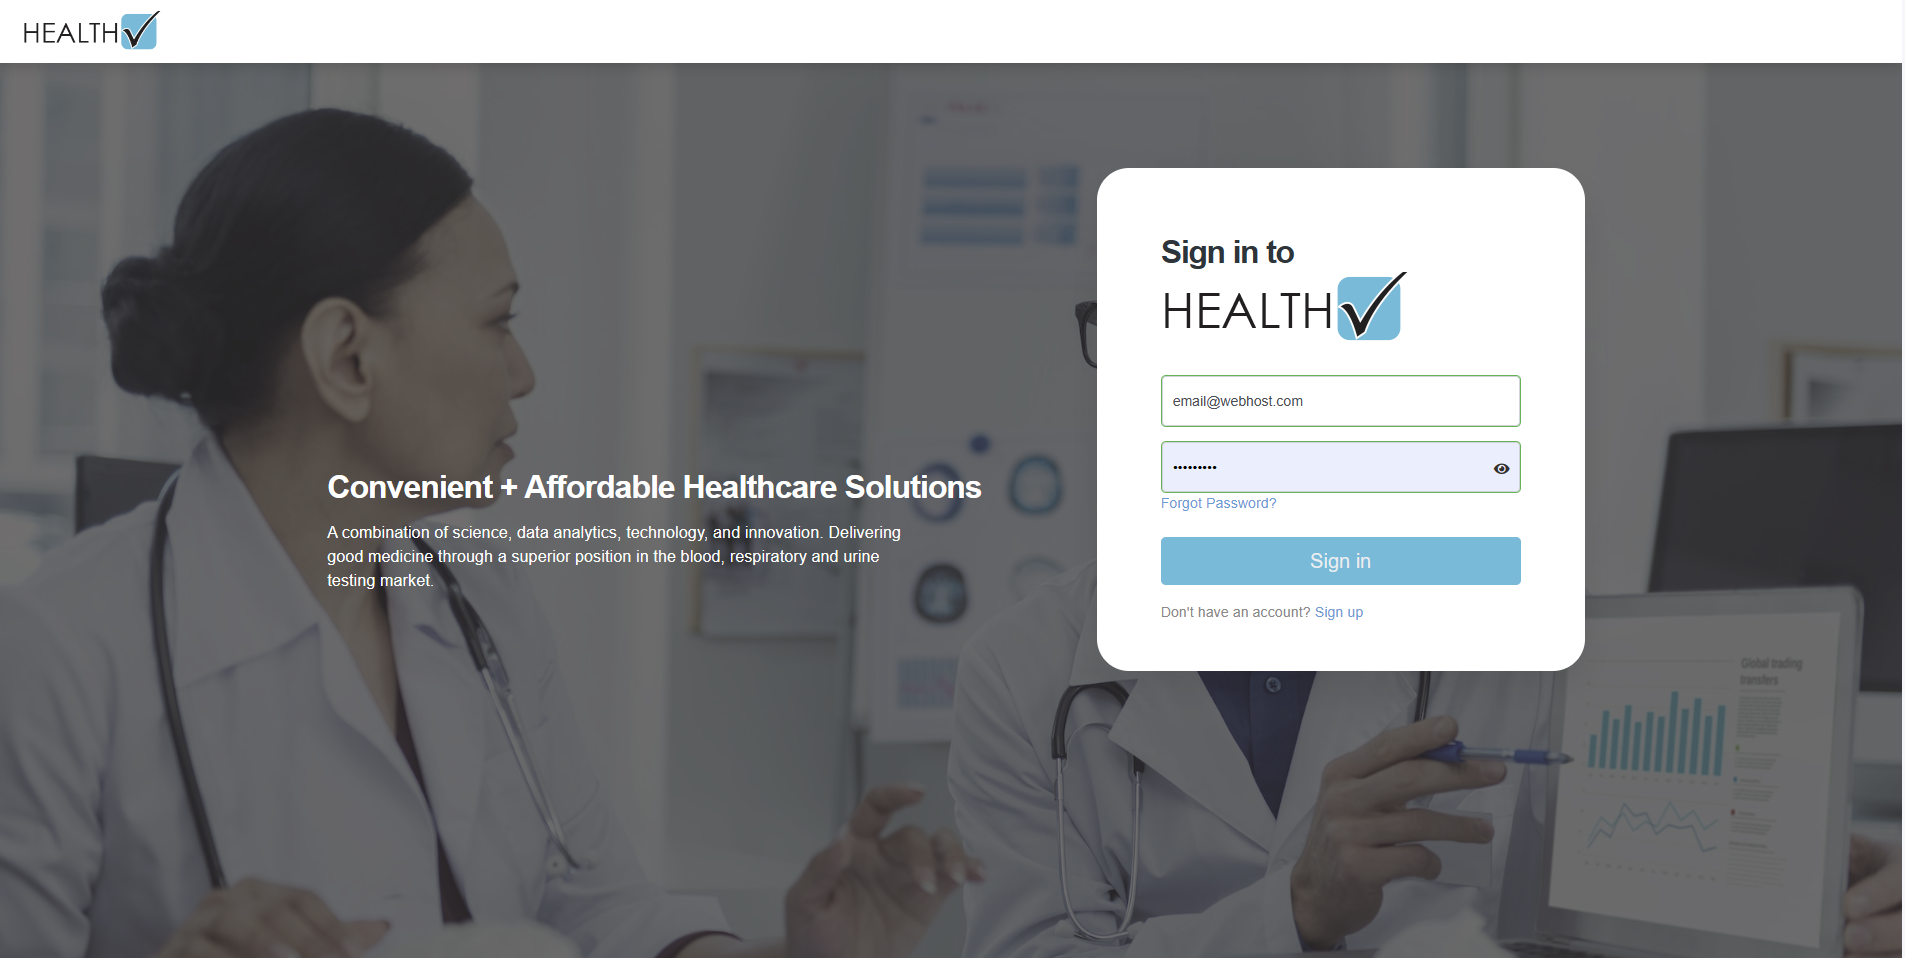 HEALTH
Sign in to
HEALTH
email@webhost.com
•••••••••
Forgot Password?
Sign in
Don't have an account? Sign up
Convenient + Affordable Healthcare Solutions
A combination of science, data analytics, technology, and innovation. Delivering
good medicine through a superior position in the blood, respiratory and urine
testing market.
Global trading
transfers